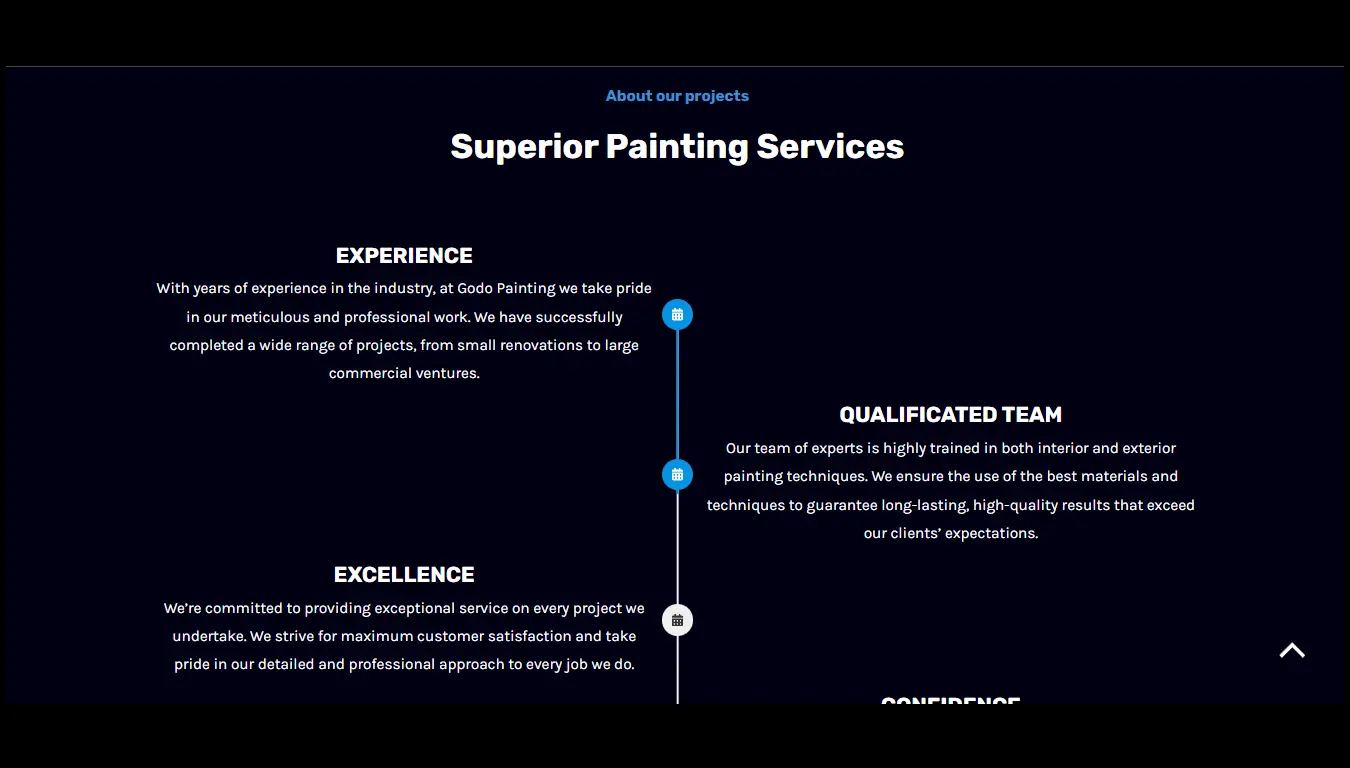 About our projects
Superior Painting Services
EXPERIENCE
With years of experience in the industry, at Godo Painting we take pride
in our meticulous and professional work. We have successfully
completed a wide range of projects, from small renovations to large
commercial ventures.
QUALIFICATED TEAM
Our team of experts is highly trained in both interior and exterior
painting techniques. We ensure the use of the best materials and
techniques to guarantee long-lasting, high-quality results that exceed
our clients’ expectations.
EXCELLENCE
We’re committed to providing exceptional service on every project we
undertake. We strive for maximum customer satisfaction and take
pride in our detailed and professional approach to every job we do.
CONFIDENCE